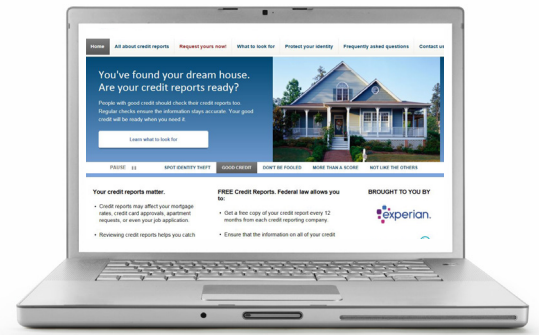 Home All about credit reports Request yours now! What to look for Protect your identity Frequently asked questions Contact us
You've found your dream house.
Are your credit reports ready?
People with good credit should check their credit reports too.
Regular checks ensure the information stays accurate. Your good
credit will be ready when you need it.
Learn what to look for
PAUSE SPOT IDENTITY THEFT GOOD CREDIT DON'T BE FOOLED MORE THAN A SCORE NOT LIKE THE OTHERS
Your credit reports matter.
• Credit reports may affect your mortgage
rates, credit card approvals, apartment
requests, or even your job application.
• Reviewing credit reports helps you catch
FREE Credit Reports. Federal law allows you
to:
• Get a free copy of your credit report every 12
months from each credit reporting company.
• Ensure that the information on all of your credit
BROUGHT TO YOU BY
experian.